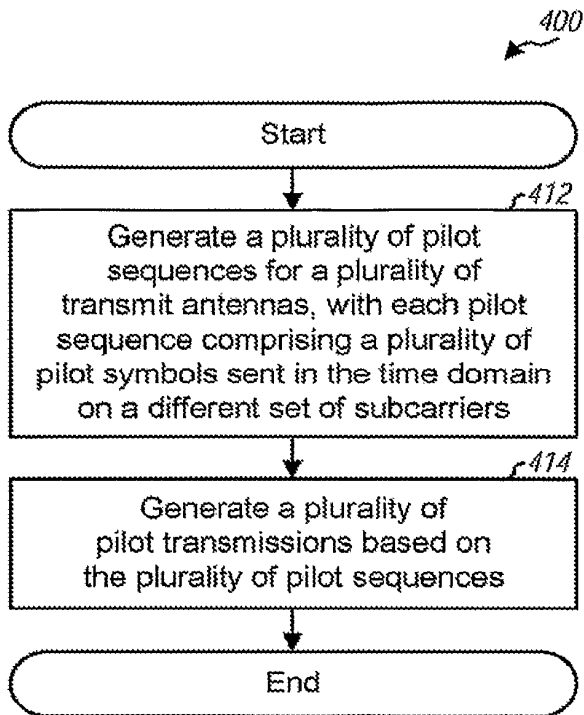 400
Start
412
Generate a plurality of pilot
sequences for a plurality of
transmit antennas, with each pilot
sequence comprising a plurality of
pilot symbols sent in the time domain
on a different set of subcarriers
414
Generate a plurality of
pilot transmissions based on
the plurality of pilot sequences
End